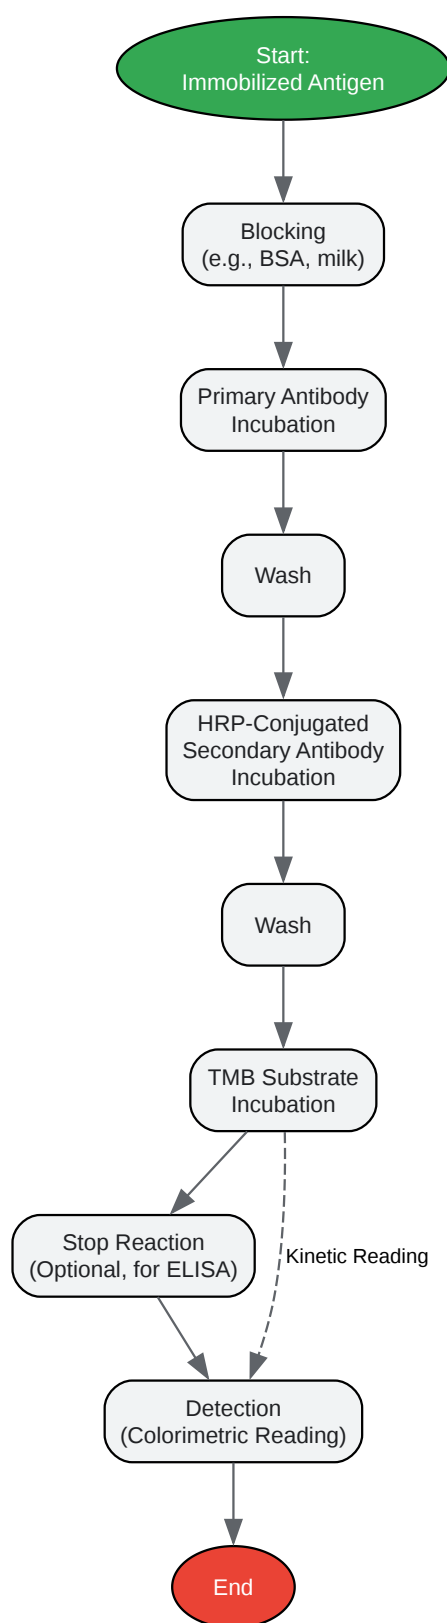 Start:
Immobilized Antigen
Blocking
(e.g., BSA, milk)
Primary Antibody
Incubation
Wash
HRP-Conjugated
Secondary Antibody
Incubation
Wash
TMB Substrate
Incubation
Stop Reaction
(Optional, for ELISA)
Kinetic Reading
Detection
(Colorimetric Reading)
End